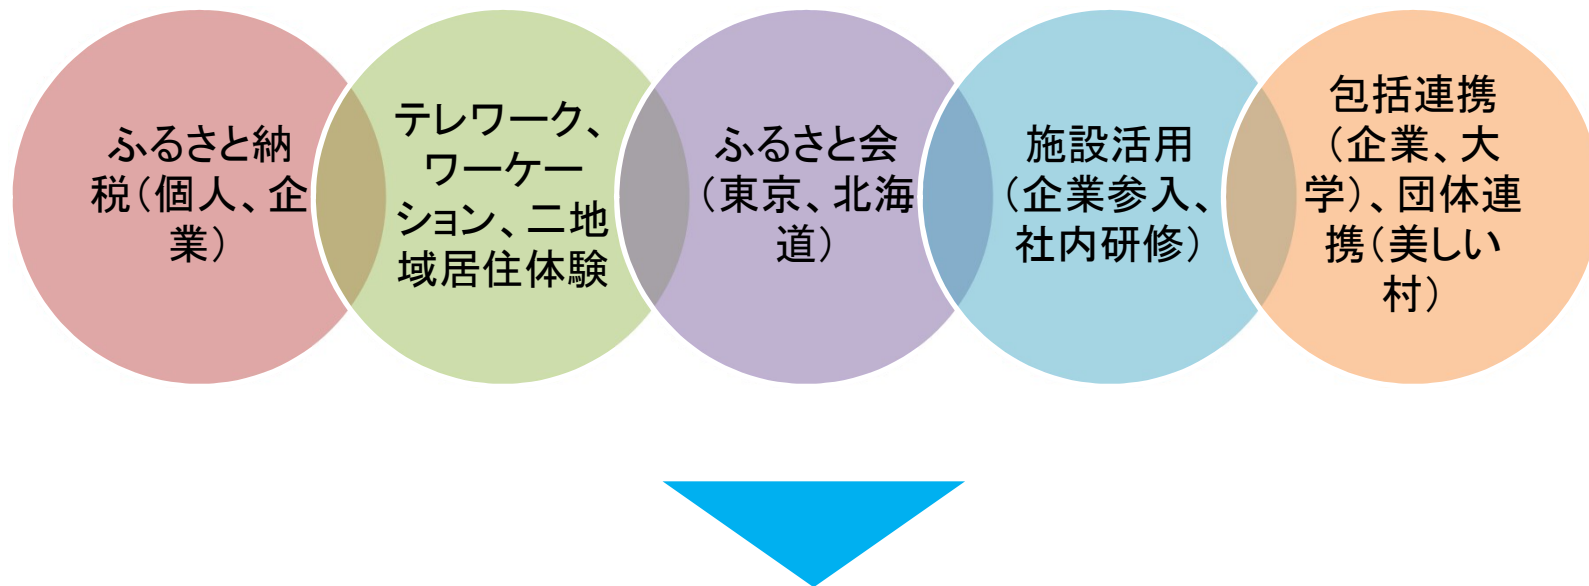 ふるさと納
税（個人、企
業）
テレワーク、
ワーケー
ション、二地
域居住体験
ふるさと会
（東京、北海
道）
施設活用
（企業参入、
社内研修）
包括連携
（企業、大
学）、団体連
携（美しい
村）